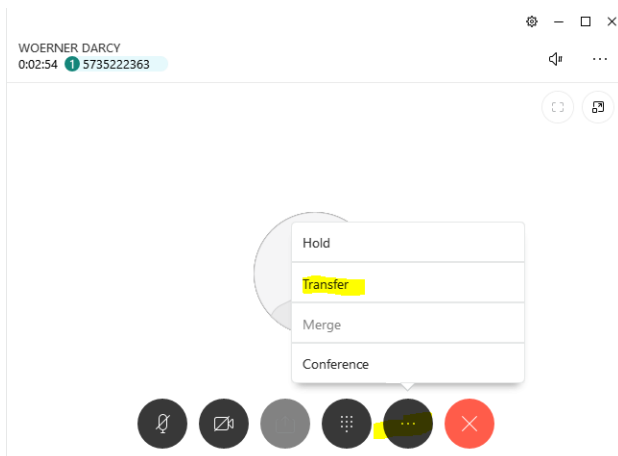 WOERNER DARCY
0:02:54 1 5735222363
Hold
Transfer
Merge
Conference